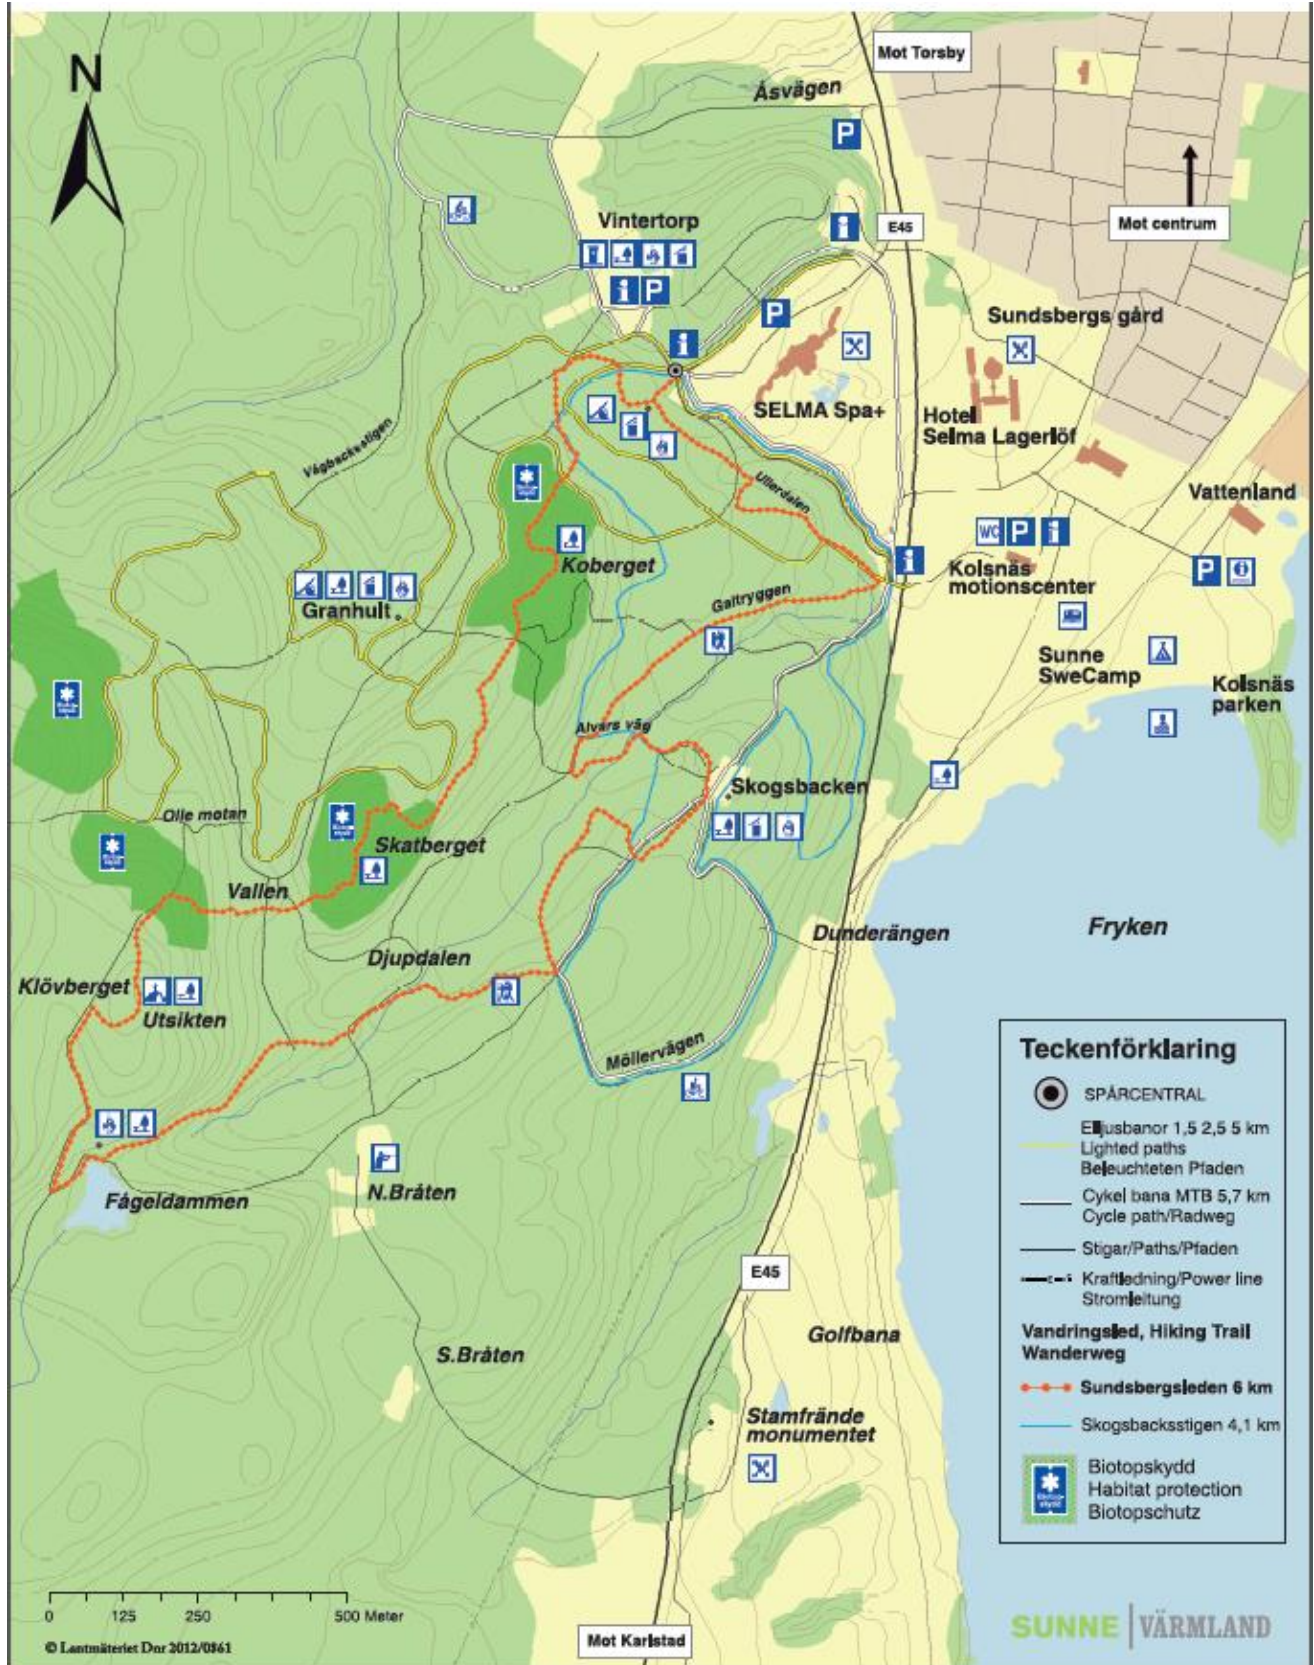 Mot Torsby
N
Åsvägen
P
Mot centrum
Vintertorp
i
E45
i P
P
Sundsbergs gård
i
SELMA Spa+
Hotel
Selma Lagerlöf
Vågbacksstigen
Ullerdalen
Vattenland
WC P i
i
Koberget
Kolsnäs
motionscenter
P i
Galtryggen
Granhult
Sunne
SweCamp
Kolsnäs
parken
Alvars väg
Skogsbacken
Olle motan
Skatberget
Vallen
Dunderängen
Fryken
Djupdalen
Klövberget
Utsikten
Möllervägen
Fågeldammen
N.Bråten
E45
Golfbana
S.Bråten
Stamfrände
monumentet
Teckenförklaring
SPÅRCENTRAL
Elljusbanor 1,5 2,5 5 km
Lighted paths
Beleuchteten Pfaden
Cykel bana MTB 5,7 km
Cycle path/Radweg
Stigar/Paths/Pfaden
Kraftledning/Power line
Stromleitung
Vandringsled, Hiking Trail
Wanderweg
Sundsbergsleden 6 km
Skogsbacksstigen 4,1 km
Biotopskydd
Habitat protection
Biotopschutz
0 125 250 500 Meter
© Lantmäteriet Dnr 2012/0861
Mot Karlstad
SUNNE | VÄRMLAND